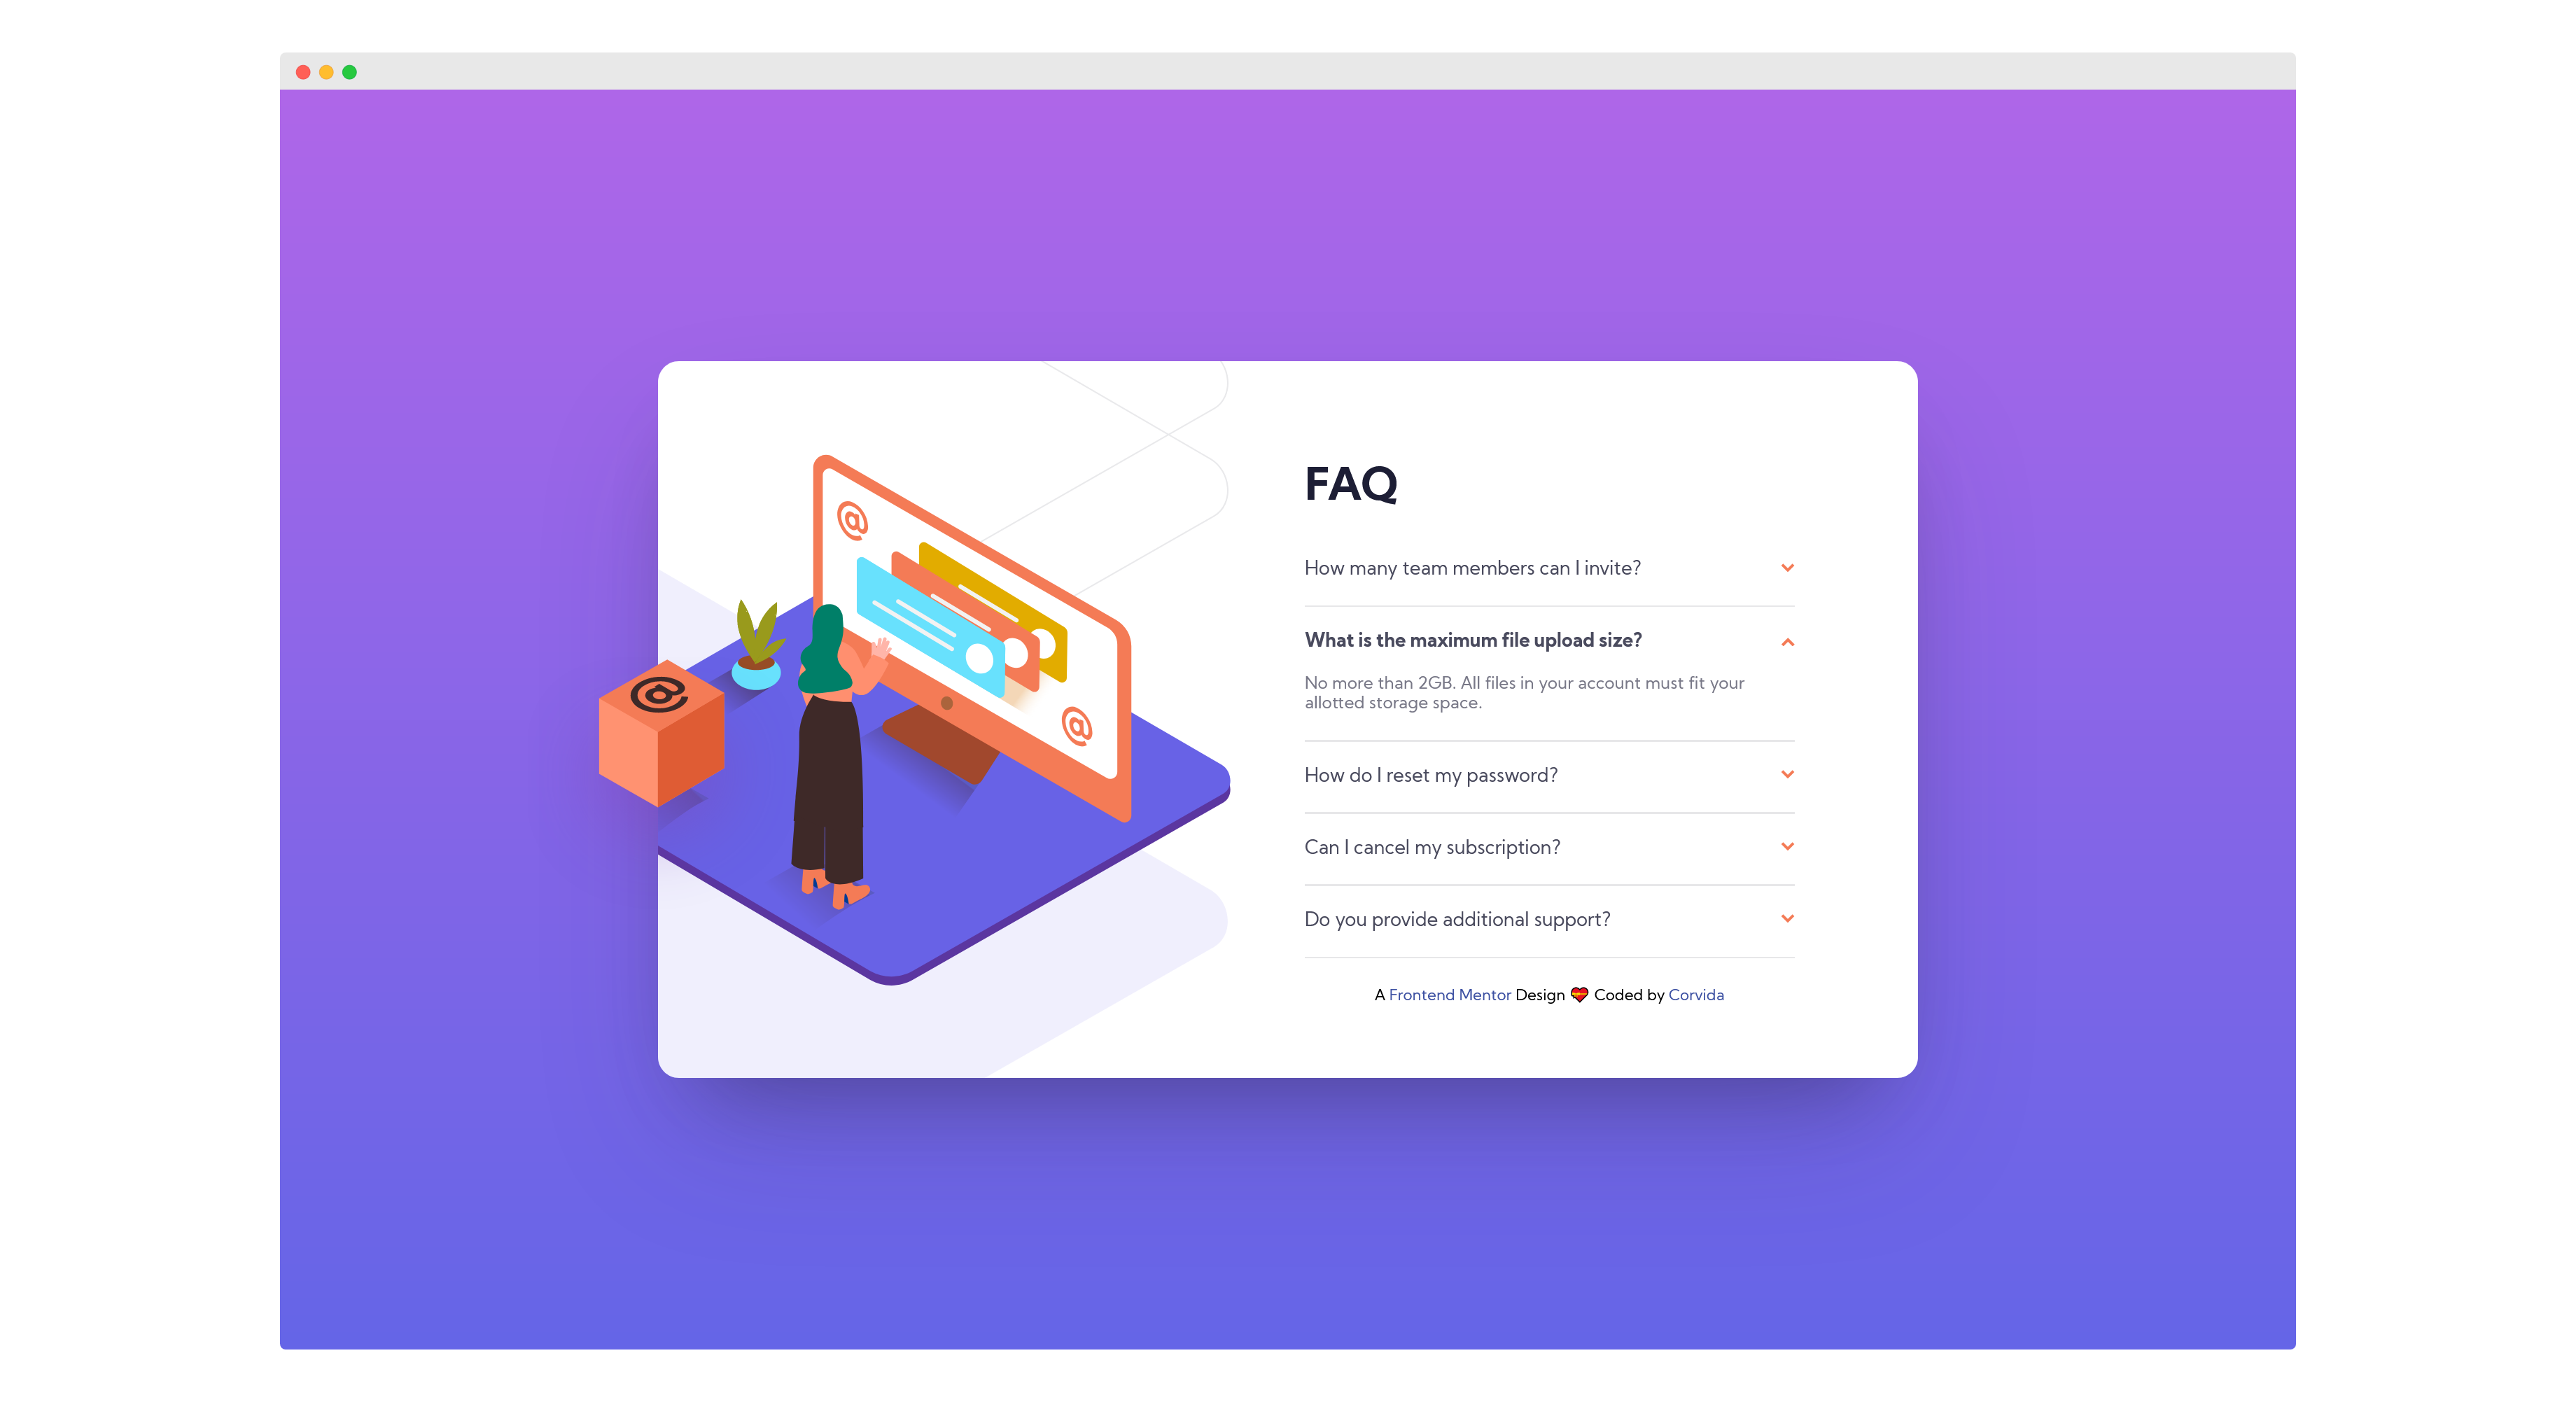 @
@
@
FAQ
How many team members can I invite?
What is the maximum file upload size?
No more than 2GB. All files in your account must fit your
allotted storage space.
How do I reset my password?
Can I cancel my subscription?
Do you provide additional support?
A Frontend Mentor Design ❤️ Coded by Corvida